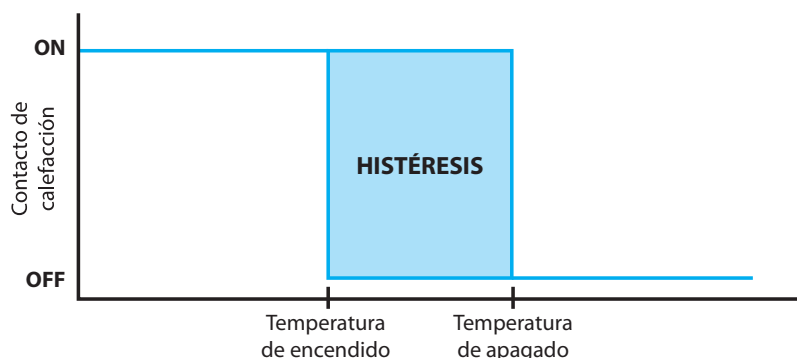 ON
Contacto de
calefacción
HISTÉRESIS
OFF
Temperatura
de encendido
Temperatura
de apagado